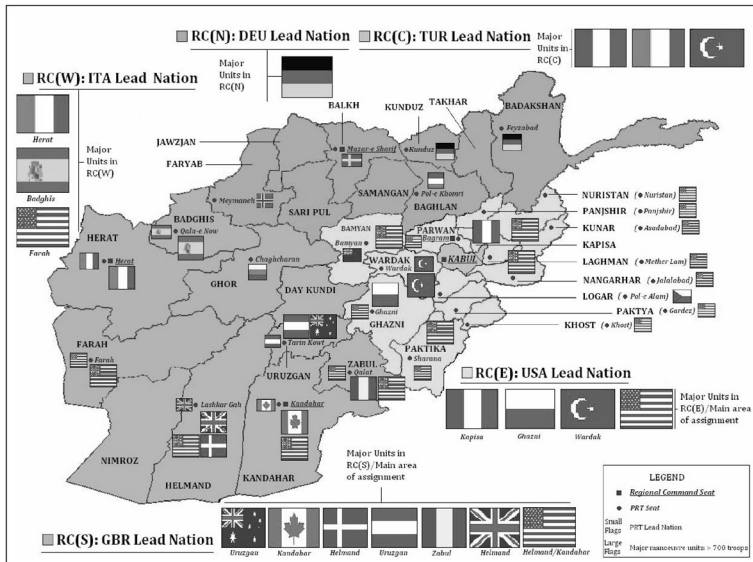 RC(N): DEU Lead Nation
RC(C): TUR Lead Nation
Major
Units in
RC(C)
Major
Units in
RC(N)
RC(W): ITA Lead Nation
Herat
Major
Units in
RC(W)
Badghis
Farah
BADAKSHAN
TAKHAR
KUNDUZ
BALKH
JAWZJAN
FARYAB
Feyzabad
Mazar-e Sharif
Kunduz
SAMANGAN
Pol-e Khomri
BAGHLAN
Meymaneh
SARI PUL
BADGHIS
Qala-e Now
HERAT
Herat
Chaghcharan
GHOR
BAMYAN
Bamyan
PARWAN
Bagram
WARDAK
Wardak
KABUL
DAY KUNDI
Ghazni
GHAZNI
NURISTAN (Nuristan)
PANJSHIR (Panjshir)
KUNAR (Asadabad)
KAPISA
LAGHMAN (Mether Lam)
NANGARHAR (Jalalabad)
LOGAR (Pol-e Alam)
PAKTYA (Gardez)
KHOST (Khost)
FARAH
Farah
Tarin Kowt
URUZGAN
ZABUL
Qalat
PAKTIKA
Sharana
Lashkar Gah
Kandahar
NIMROZ
HELMAND
KANDAHAR
RC(E): USA Lead Nation
Kapisa
Ghazni
Wardak
Major Units in
RC(E)/Main area
of assignment
Major Units in
RC(S)/Main area
of assignment
RC(S): GBR Lead Nation
Uruzgan
Kandahar
Helmand
Uruzgan
Zabul
Helmand
Helmand/Kandahar
LEGEND
Regional Command Seat
PRT Seat
Small
Flags
PRT Lead Nation
Large
Flags
Major manoeuvre units > 700 troops